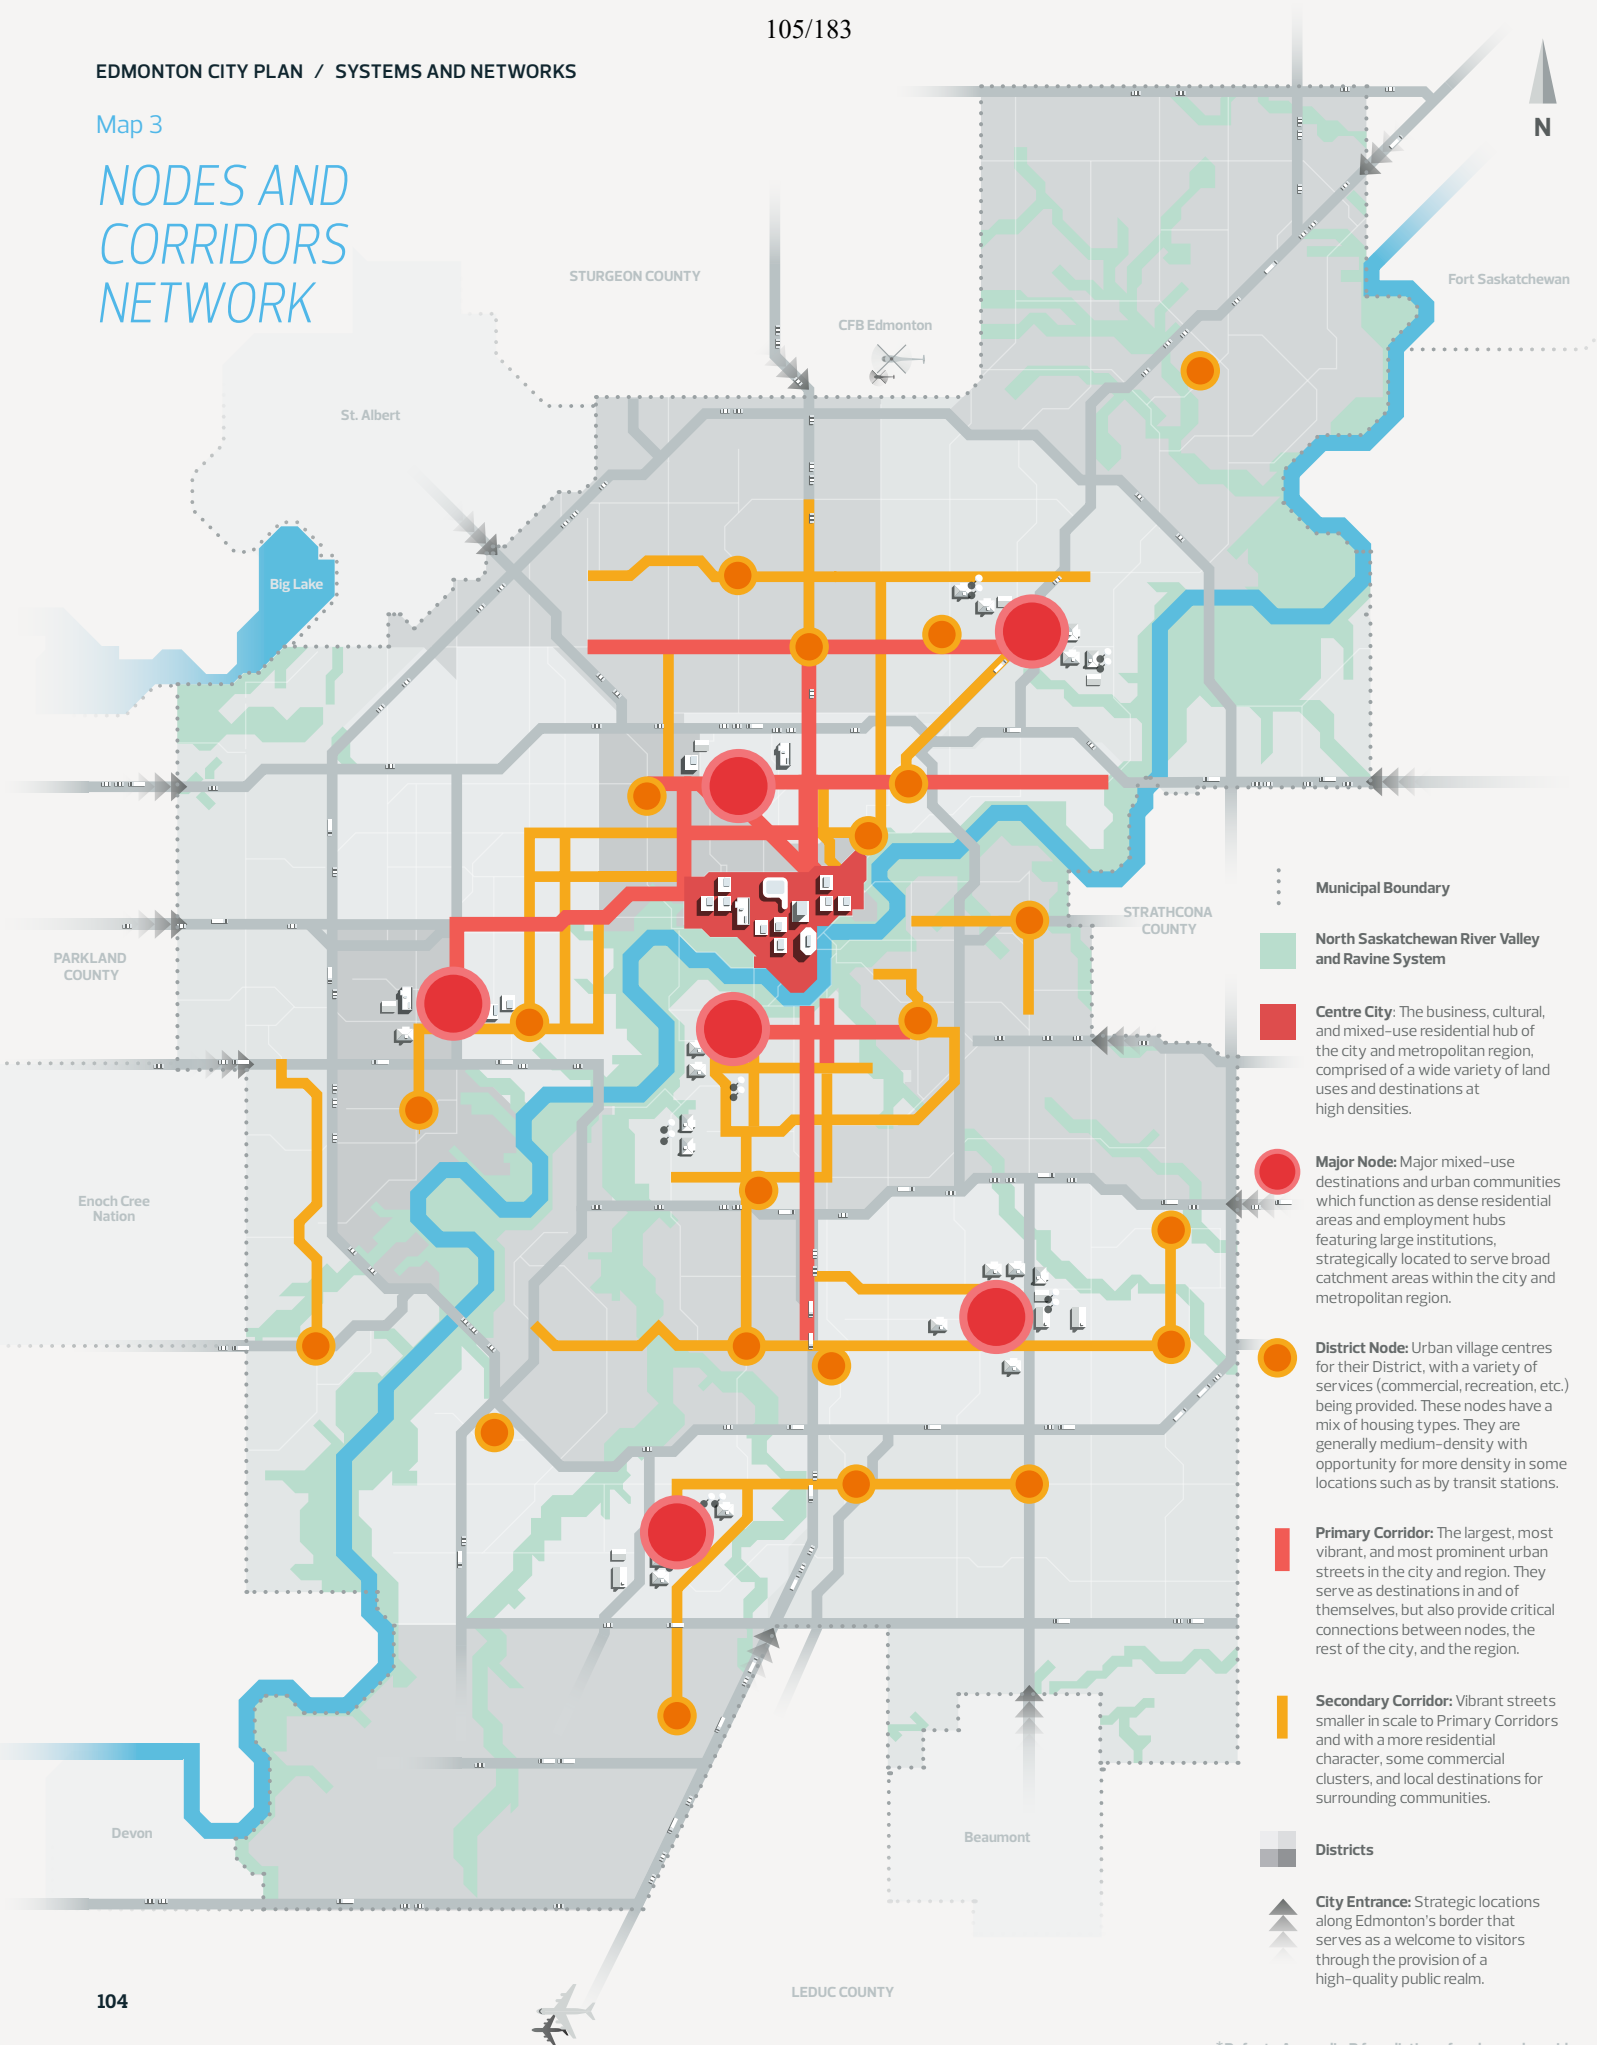 105/183
EDMONTON CITY PLAN / SYSTEMS AND NETWORKS
Map 3
NODES AND
CORRIDORS
NETWORK
N
STURGEON COUNTY
Fort Saskatchewan
CFB Edmonton
St. Albert
Big Lake
STRATHCONA
COUNTY
PARKLAND
COUNTY
Enoch Cree
Nation
Devon
Beaumont
LEDUC COUNTY
Municipal Boundary
North Saskatchewan River Valley
and Ravine System
Centre City: The business, cultural,
and mixed-use residential hub of
the city and metropolitan region,
comprised of a wide variety of land
uses and destinations at
high densities.
Major Node: Major mixed-use
destinations and urban communities
which function as dense residential
areas and employment hubs
featuring large institutions,
strategically located to serve broad
catchment areas within the city and
metropolitan region.
District Node: Urban village centres
for their District, with a variety of
services (commercial, recreation, etc.)
being provided. These nodes have a
mix of housing types. They are
generally medium-density with
opportunity for more density in some
locations such as by transit stations.
Primary Corridor: The largest, most
vibrant, and most prominent urban
streets in the city and region. They
serve as destinations in and of
themselves, but also provide critical
connections between nodes, the
rest of the city, and the region.
Secondary Corridor: Vibrant streets
smaller in scale to Primary Corridors
and with a more residential
character, some commercial
clusters, and local destinations for
surrounding communities.
Districts
City Entrance: Strategic locations
along Edmonton's border that
serves as a welcome to visitors
through the provision of a
high-quality public realm.
104